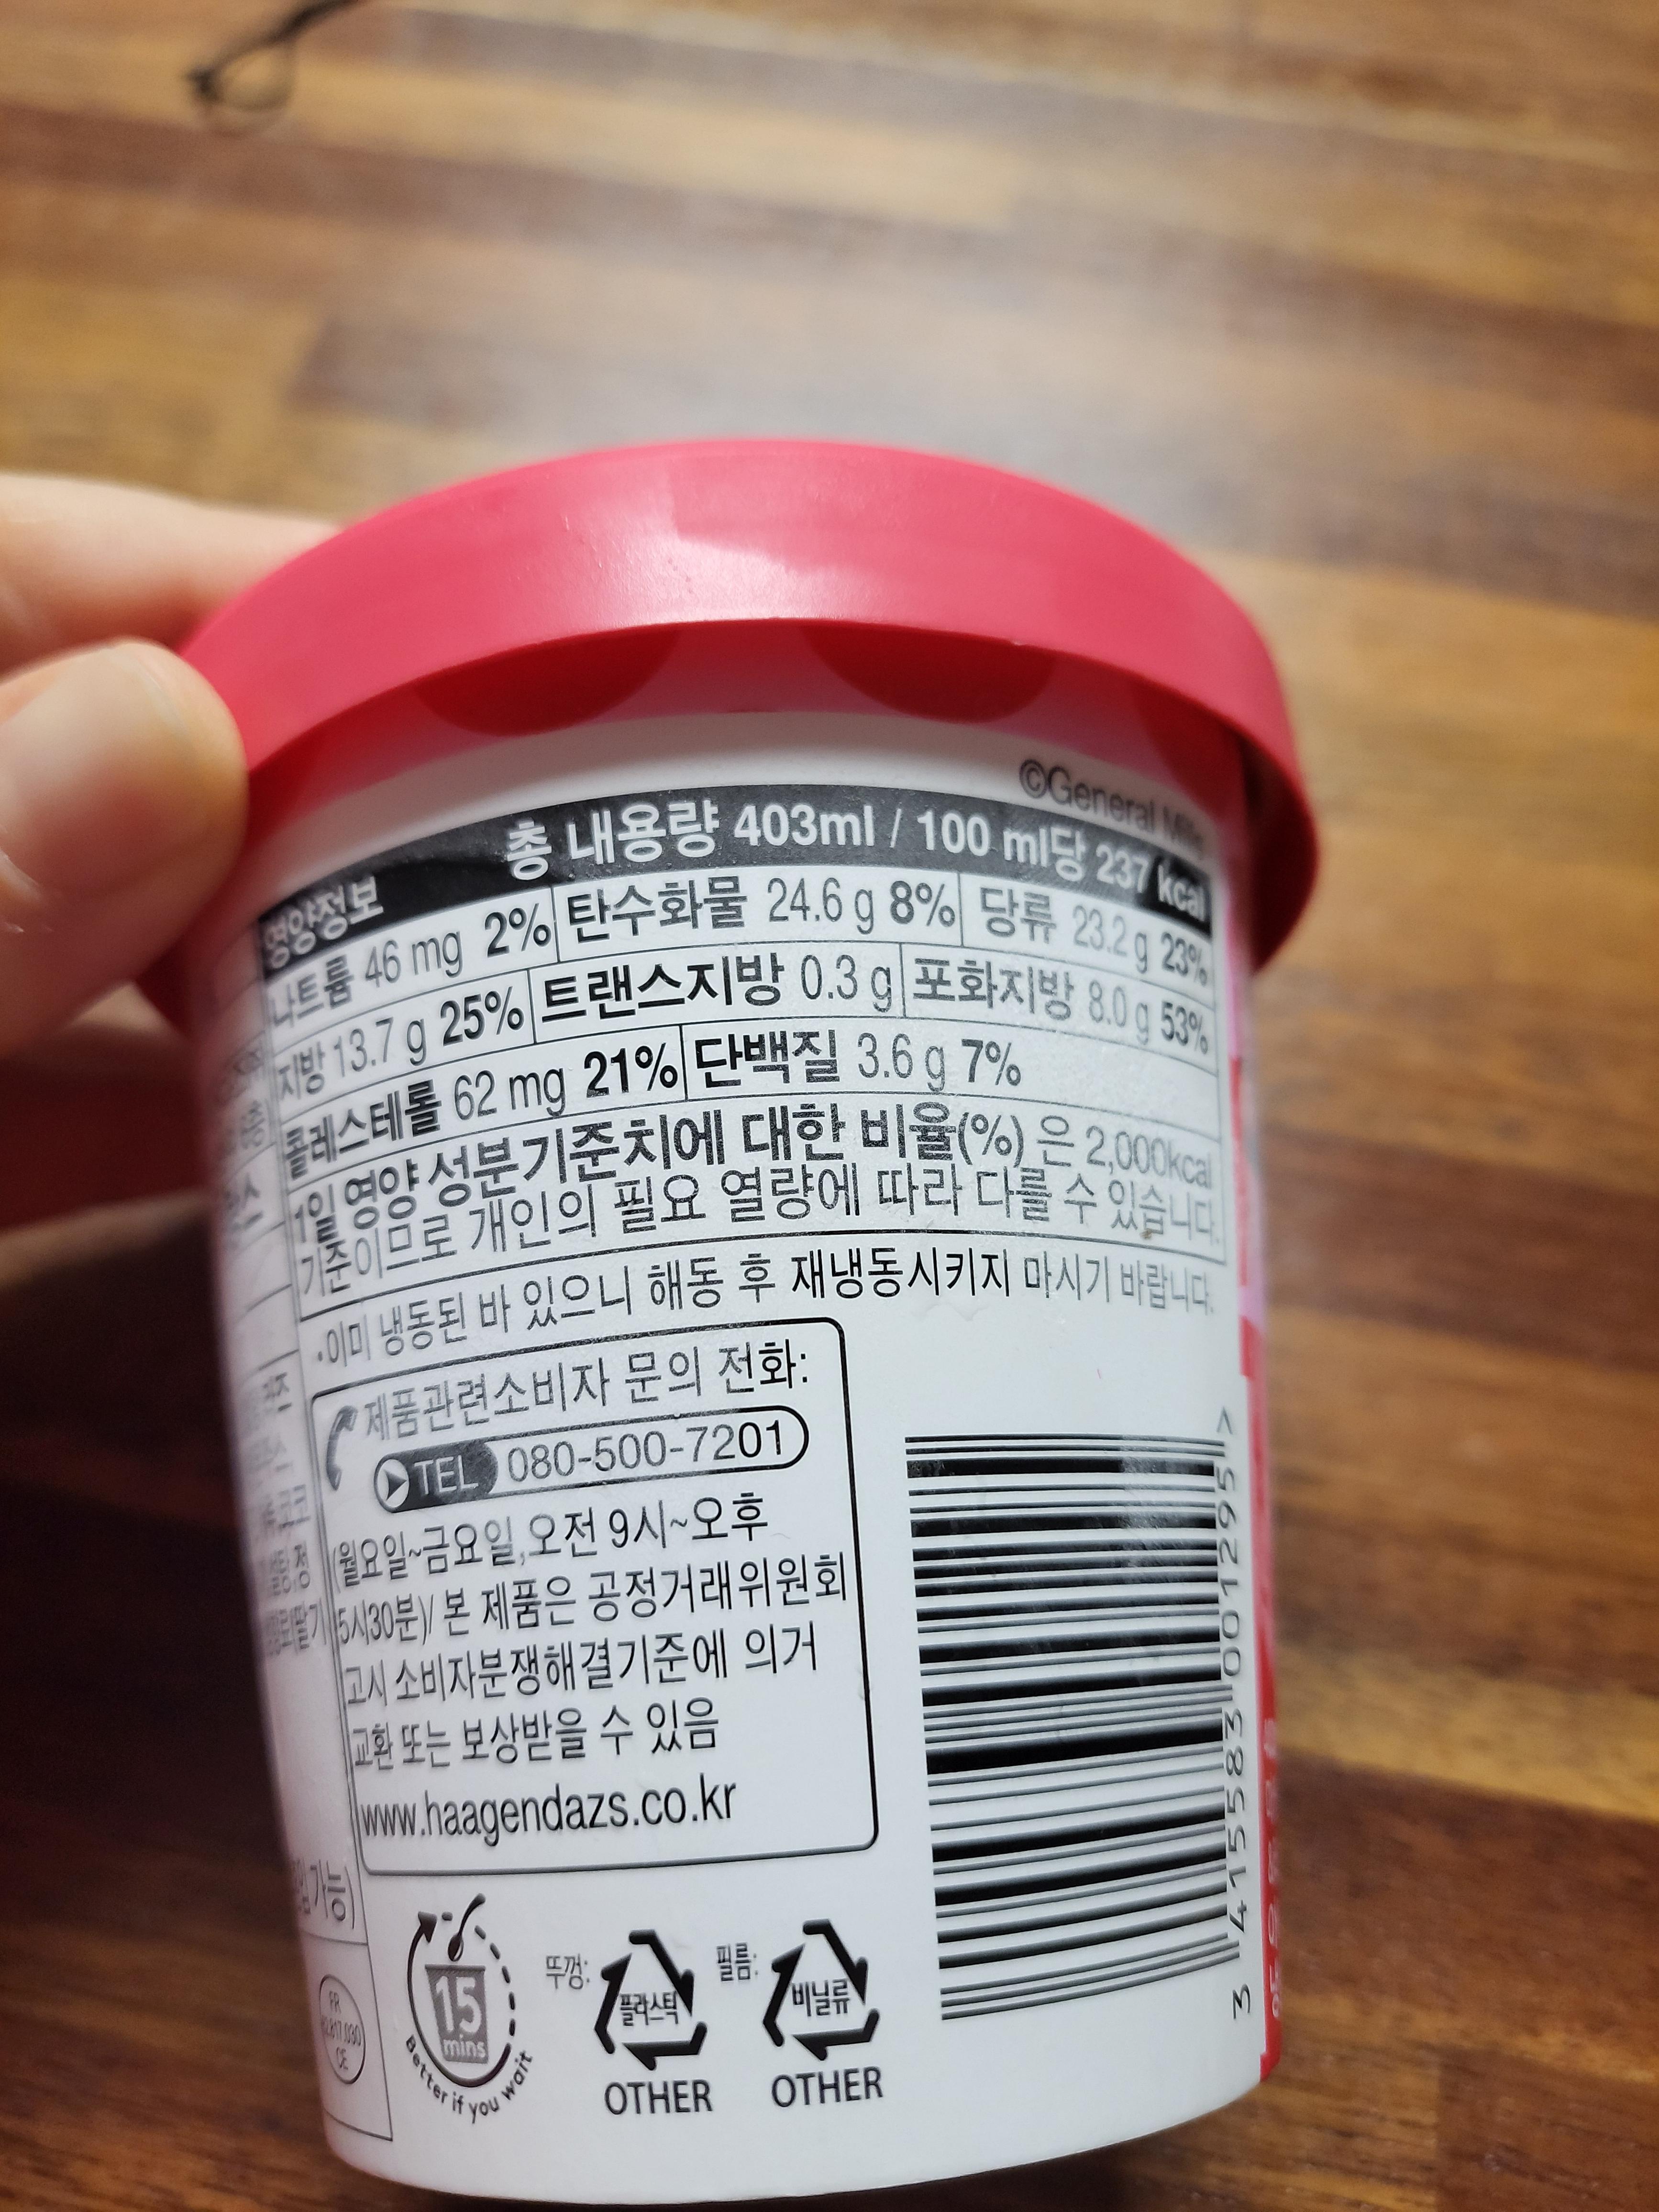 ©General Mills
영양정보 총 내용량 403ml / 100 ml당 237 kcal
나트륨 46 mg 2% 탄수화물 24.6 g 8% 당류 23.2 g 23%
지방 13.7 g 25% 트랜스지방 0.3 g 포화지방 8.0 g 53%
콜레스테롤 62 mg 21% 단백질 3.6 g 7%
1일 영양 성분기준치에 대한 비율(%) 은 2,000kcal
기준이므로 개인의 필요 열량에 따라 다를 수 있습니다.
·이미 냉동된 바 있으니 해동 후 재냉동시키지 마시기 바랍니다.
제품관련소비자 문의 전화:
TEL 080-500-7201
(월요일~금요일,오전 9시~오후
5시30분)/ 본 제품은 공정거래위원회
고시 소비자분쟁해결기준에 의거
교환 또는 보상받을 수 있음
www.haagendazs.co.kr
3 415583 001295 >
15
mins
Better if you wait
뚜껑:
플라스틱
OTHER
필름:
비닐류
OTHER
딸기
가능)
FR
CE